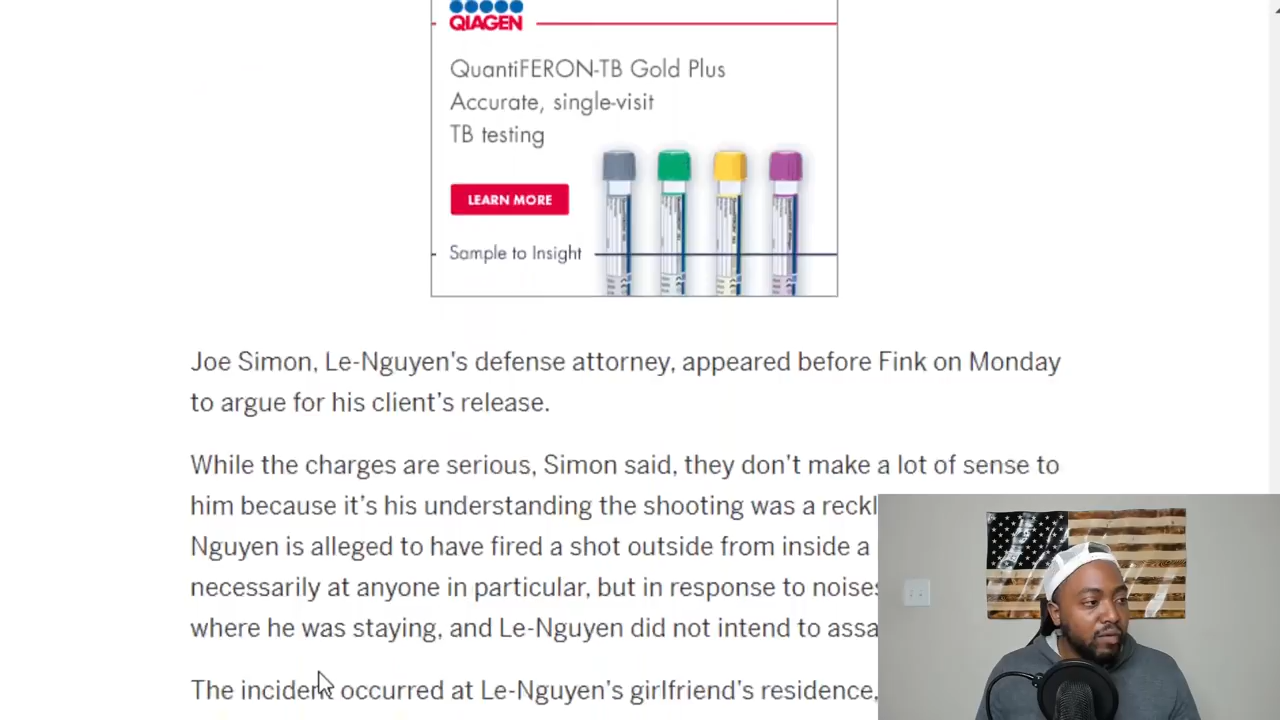 QIAGEN
QuantiFERON-TB Gold Plus
Accurate, single-visit
TB testing
LEARN MORE
Sample to Insight
Joe Simon, Le-Nguyen's defense attorney, appeared before Fink on Monday
to argue for his client’s release.
While the charges are serious, Simon said, they don't make a lot of sense to
him because it’s his understanding the shooting was a reckl
Nguyen is alleged to have fired a shot outside from inside a
necessarily at anyone in particular, but in response to noises
where he was staying, and Le-Nguyen did not intend to assa
The incident occurred at Le-Nguyen’s girlfriend’s residence,